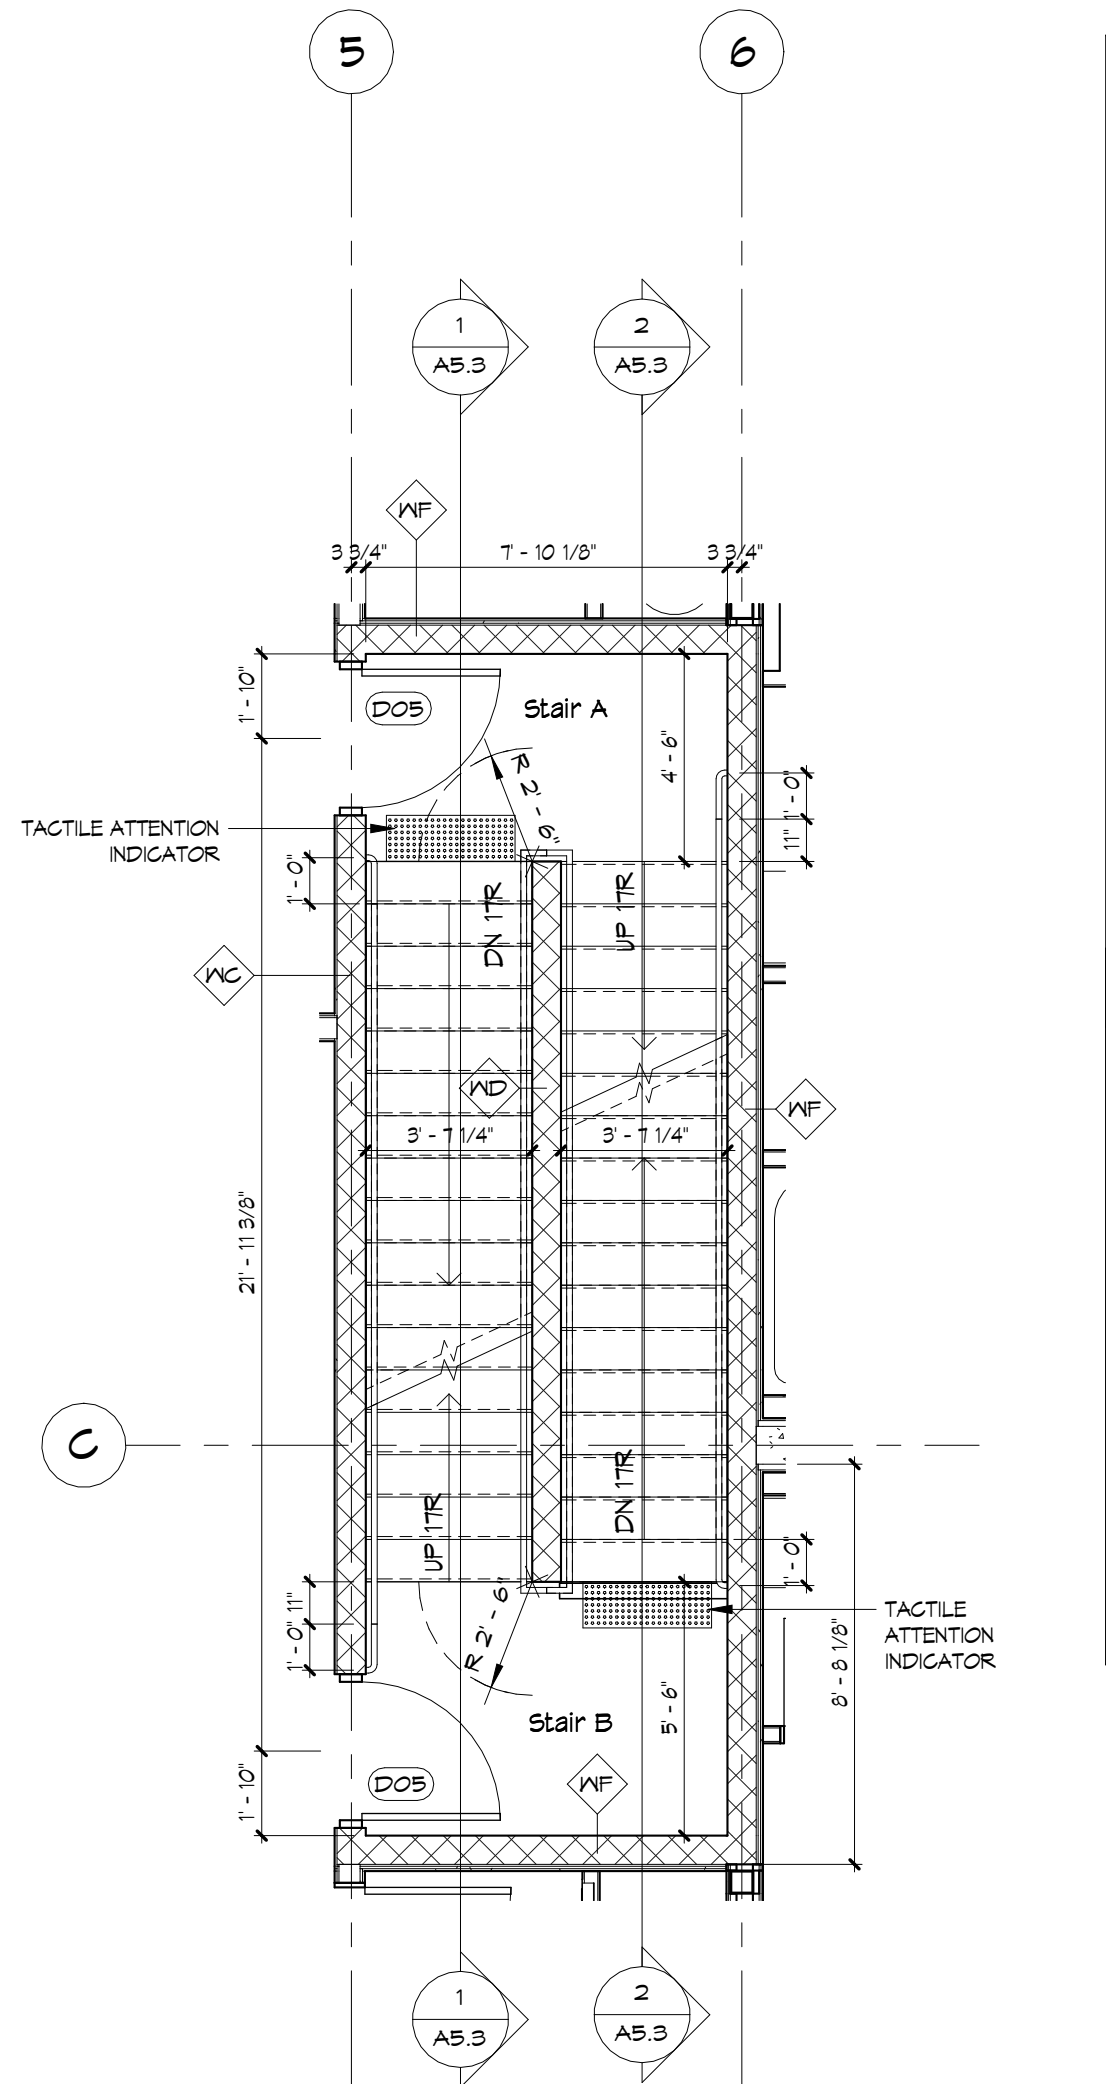 5
6
1
A5.3
2
A5.3
WF
3 3/4"
7' - 10 1/8"
3 3/4"
1' - 10"
D05
Stair A
4' - 6"
R 2' - 6"
1' - 0"
11"
TACTILE ATTENTION
INDICATOR
1' - 0"
DN 17R
UP 17R
WC
WD
WF
3' - 7 1/4"
3' - 7 1/4"
21' - 11 3/8"
C
UP 17R
DN 17R
1' - 0"
11"
1' - 0"
R 2' - 6"
TACTILE
ATTENTION
INDICATOR
8' - 8 1/8"
5' - 6"
Stair B
1' - 10"
D05
WF
1
A5.3
2
A5.3